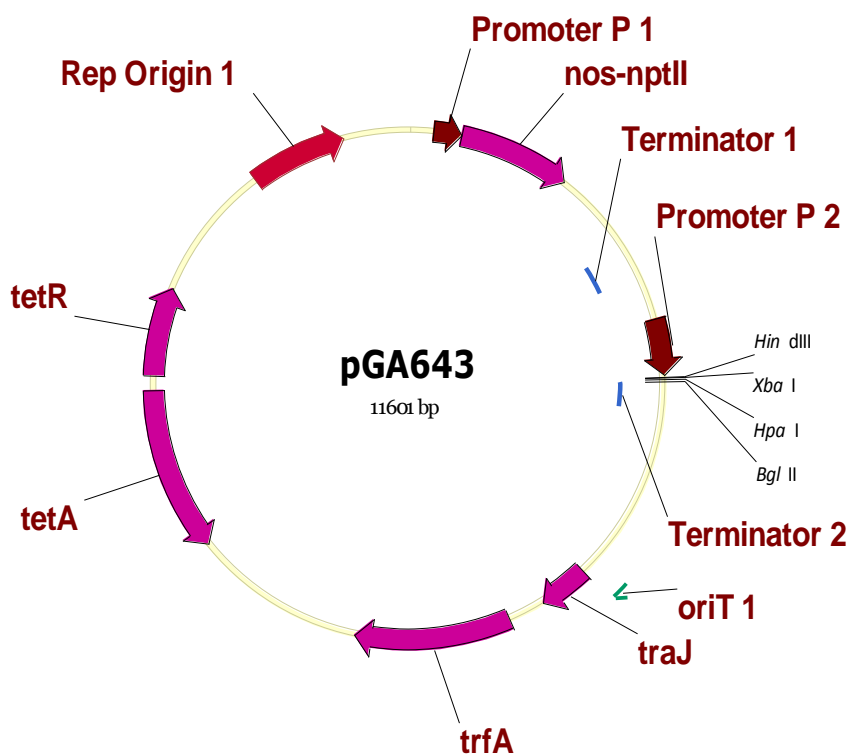 Promoter P 1
nos-nptII
Rep Origin 1
Terminator 1
Promoter P 2
tetR
Hin dIII
pGA643
Xba I
11601 bp
Hpa I
Bgl II
tetA
Terminator 2
oriT 1
traJ
trfA